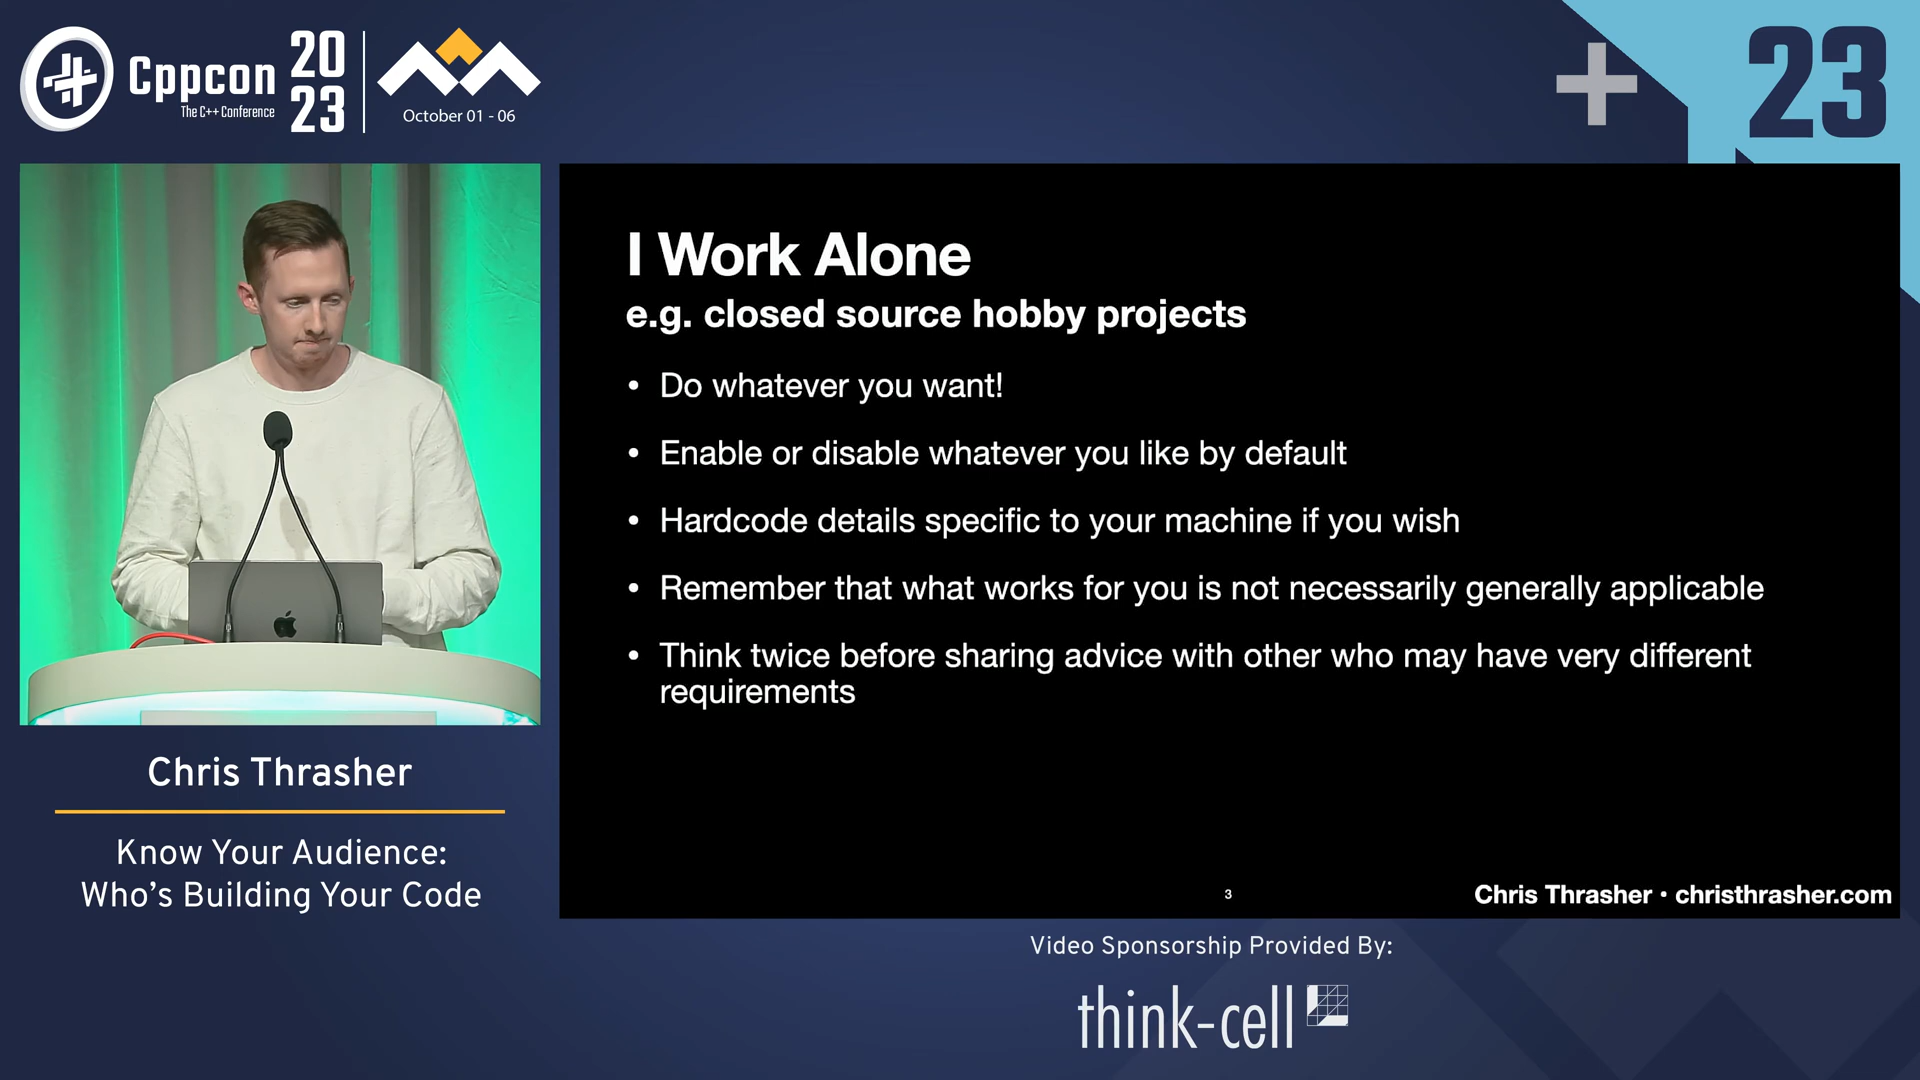 Cppcon
The C++ Conference
20
23
October 01 - 06
23
I Work Alone
e.g. closed source hobby projects
• Do whatever you want!
• Enable or disable whatever you like by default
• Hardcode details specific to your machine if you wish
• Remember that what works for you is not necessarily generally applicable
• Think twice before sharing advice with other who may have very different
requirements
3
Chris Thrasher • christhrasher.com
Chris Thrasher
Know Your Audience:
Who's Building Your Code
Video Sponsorship Provided By:
think-cell